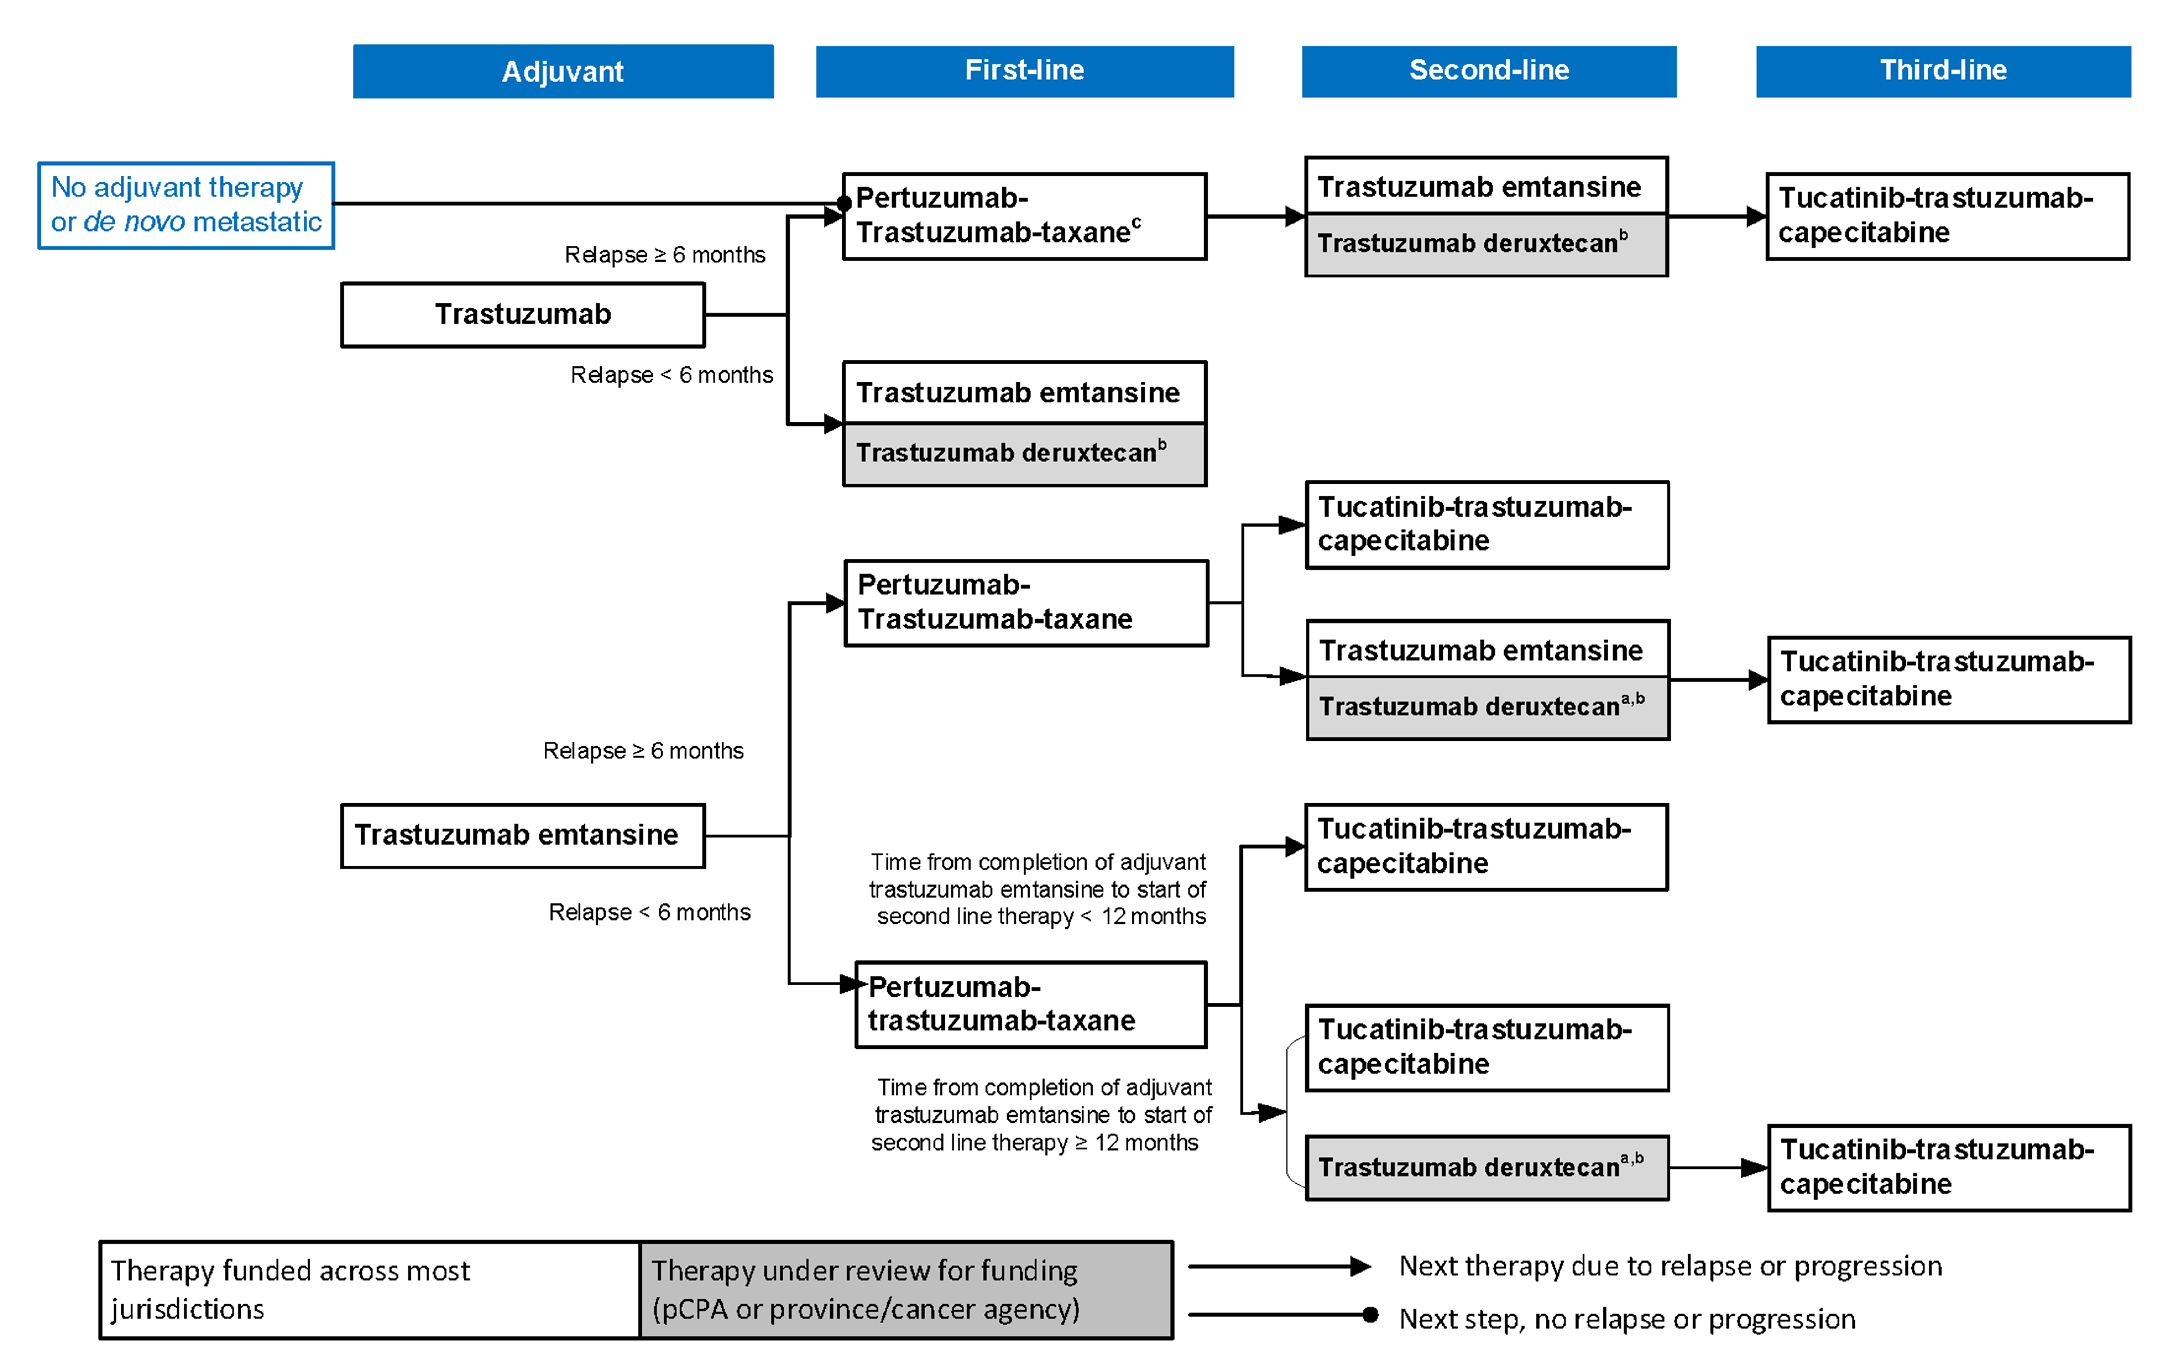 Adjuvant
First-line
Second-line
Third-line
No adjuvant therapy
or de novo metastatic
Pertuzumab-
Trastuzumab-taxaneᶜ
Trastuzumab emtansine
Trastuzumab deruxtecanᵇ
Tucatinib-trastuzumab-
capecitabine
Relapse ≥ 6 months
Trastuzumab
Relapse < 6 months
Trastuzumab emtansine
Trastuzumab deruxtecanᵇ
Tucatinib-trastuzumab-
capecitabine
Pertuzumab-
Trastuzumab-taxane
Trastuzumab emtansine
Trastuzumab deruxtecanᵃ,ᵇ
Tucatinib-trastuzumab-
capecitabine
Relapse ≥ 6 months
Trastuzumab emtansine
Relapse < 6 months
Time from completion of adjuvant
trastuzumab emtansine to start of
second line therapy < 12 months
Tucatinib-trastuzumab-
capecitabine
Pertuzumab-
trastuzumab-taxane
Tucatinib-trastuzumab-
capecitabine
Time from completion of adjuvant
trastuzumab emtansine to start of
second line therapy ≥ 12 months
Trastuzumab deruxtecanᵃ,ᵇ
Tucatinib-trastuzumab-
capecitabine
Therapy funded across most
jurisdictions
Therapy under review for funding
(pCPA or province/cancer agency)
Next therapy due to relapse or progression
Next step, no relapse or progression